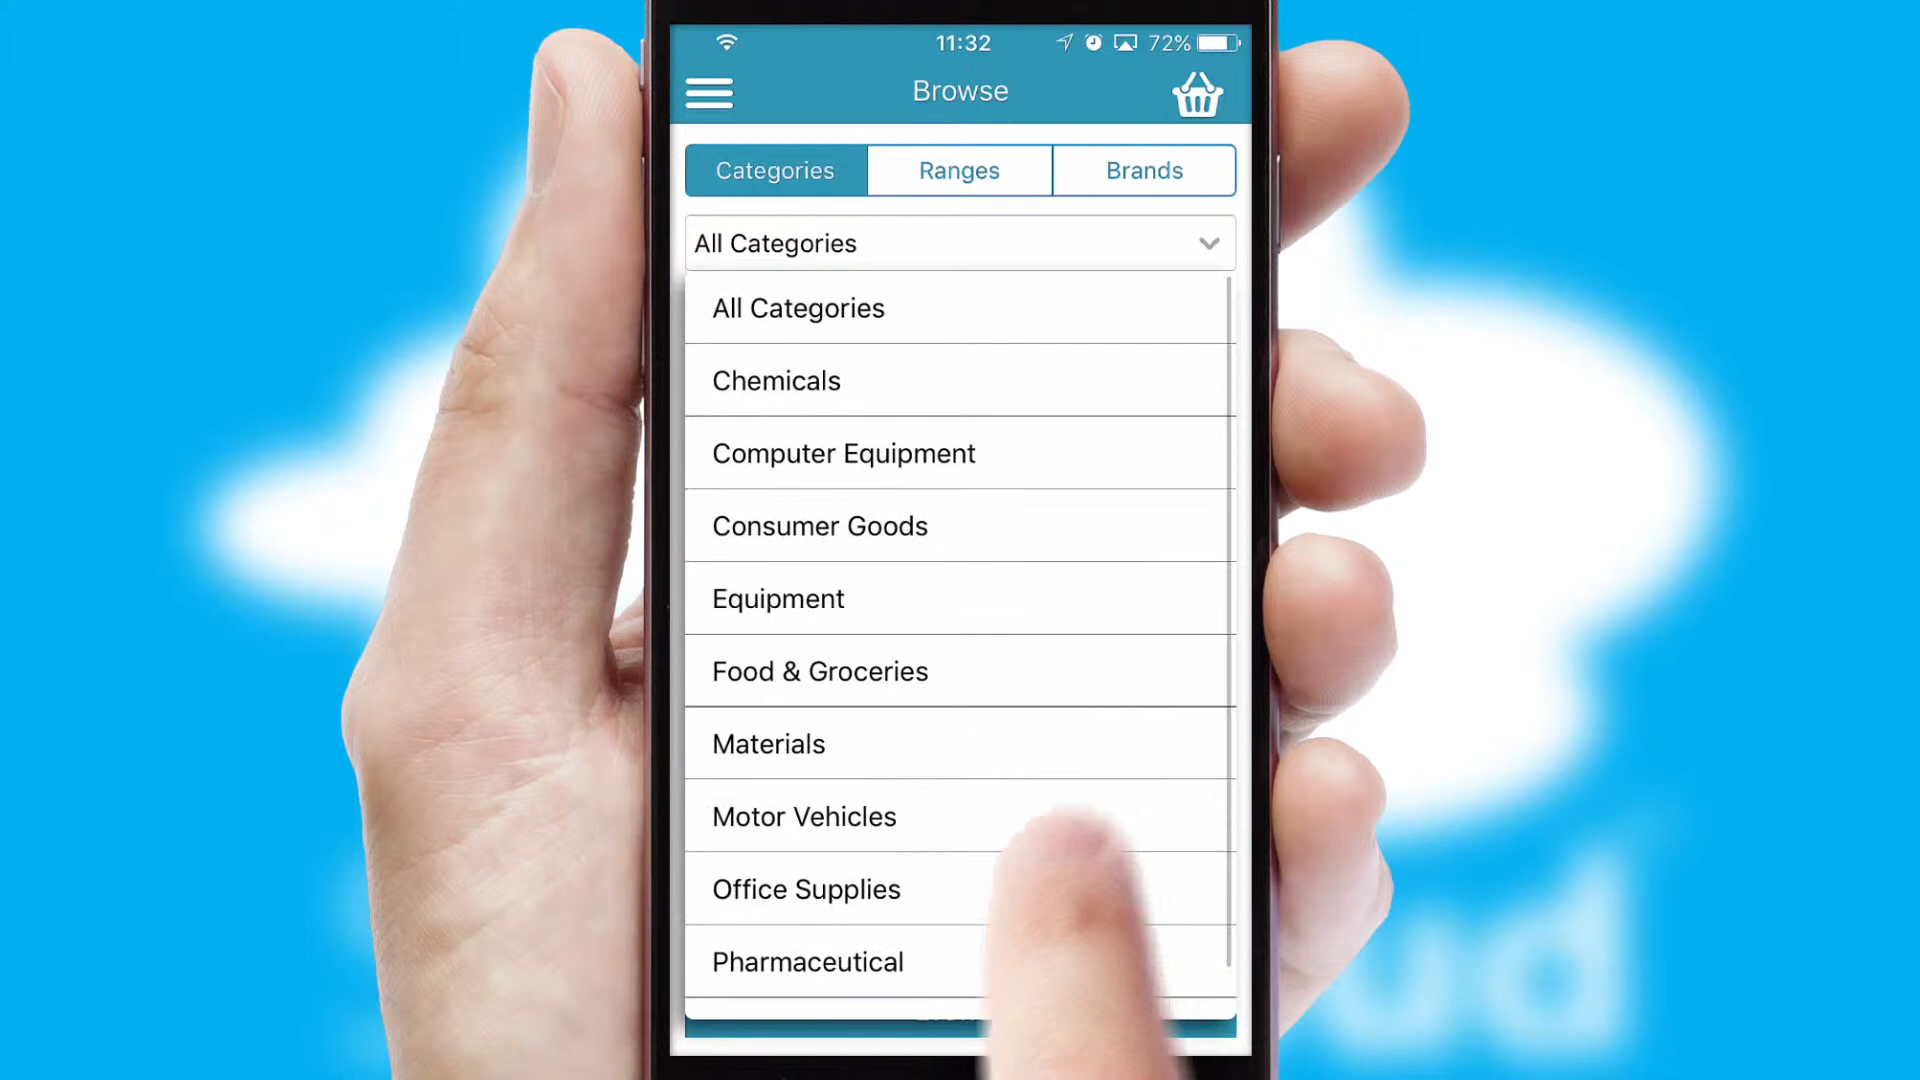 11:32
72%
Browse
Categories
Ranges
Brands
All Categories
All Categories
Chemicals
Computer Equipment
Consumer Goods
Equipment
Food & Groceries
Materials
Motor Vehicles
Office Supplies
Pharmaceutical
ud